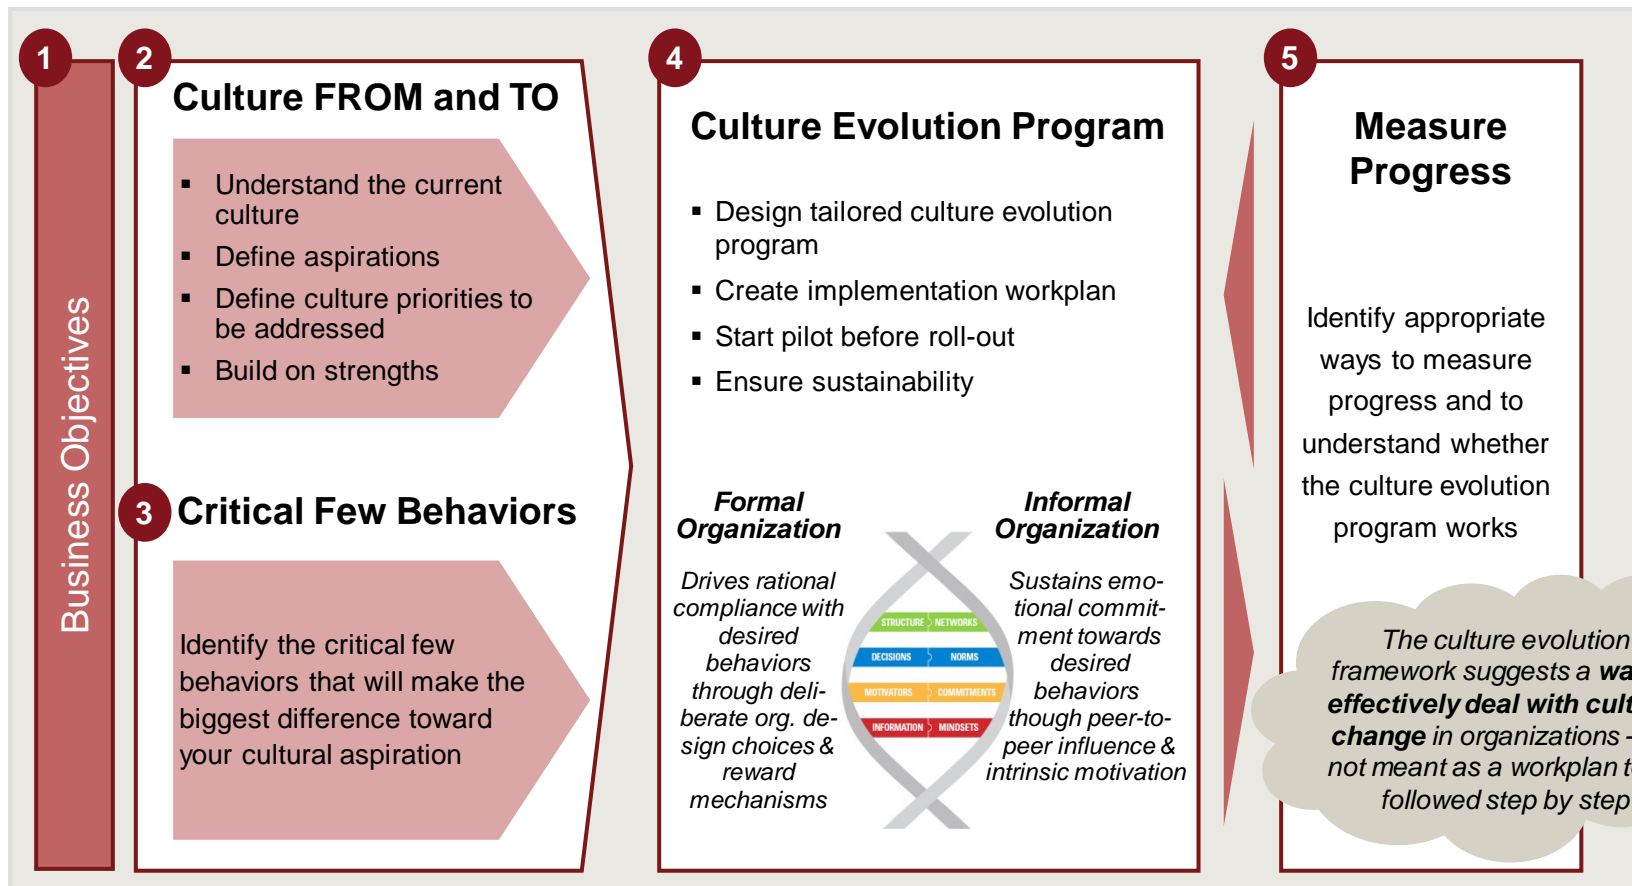 1
Business Objectives
2
Culture FROM and TO
▪ Understand the current
culture
▪ Define aspirations
▪ Define culture priorities to
be addressed
▪ Build on strengths
3
Critical Few Behaviors
Identify the critical few
behaviors that will make the
biggest difference toward
your cultural aspiration
4
Culture Evolution Program
▪ Design tailored culture evolution
program
▪ Create implementation workplan
▪ Start pilot before roll-out
▪ Ensure sustainability
Formal
Organization
Drives rational
compliance with
desired
behaviors
through deli-
berate org. de-
sign choices &
reward
mechanisms
STRUCTURE NETWORKS
DECISIONS NORMS
MOTIVATORS COMMITMENTS
INFORMATION MINDSETS
Informal
Organization
Sustains emo-
tional commit-
ment towards
desired
behaviors
though peer-to-
peer influence &
intrinsic motivation
5
Measure
Progress
Identify appropriate
ways to measure
progress and to
understand whether
the culture evolution
program works
The culture evolution
framework suggests a
effectively deal with
change in organizations -
not meant as a workplan
followed step by step